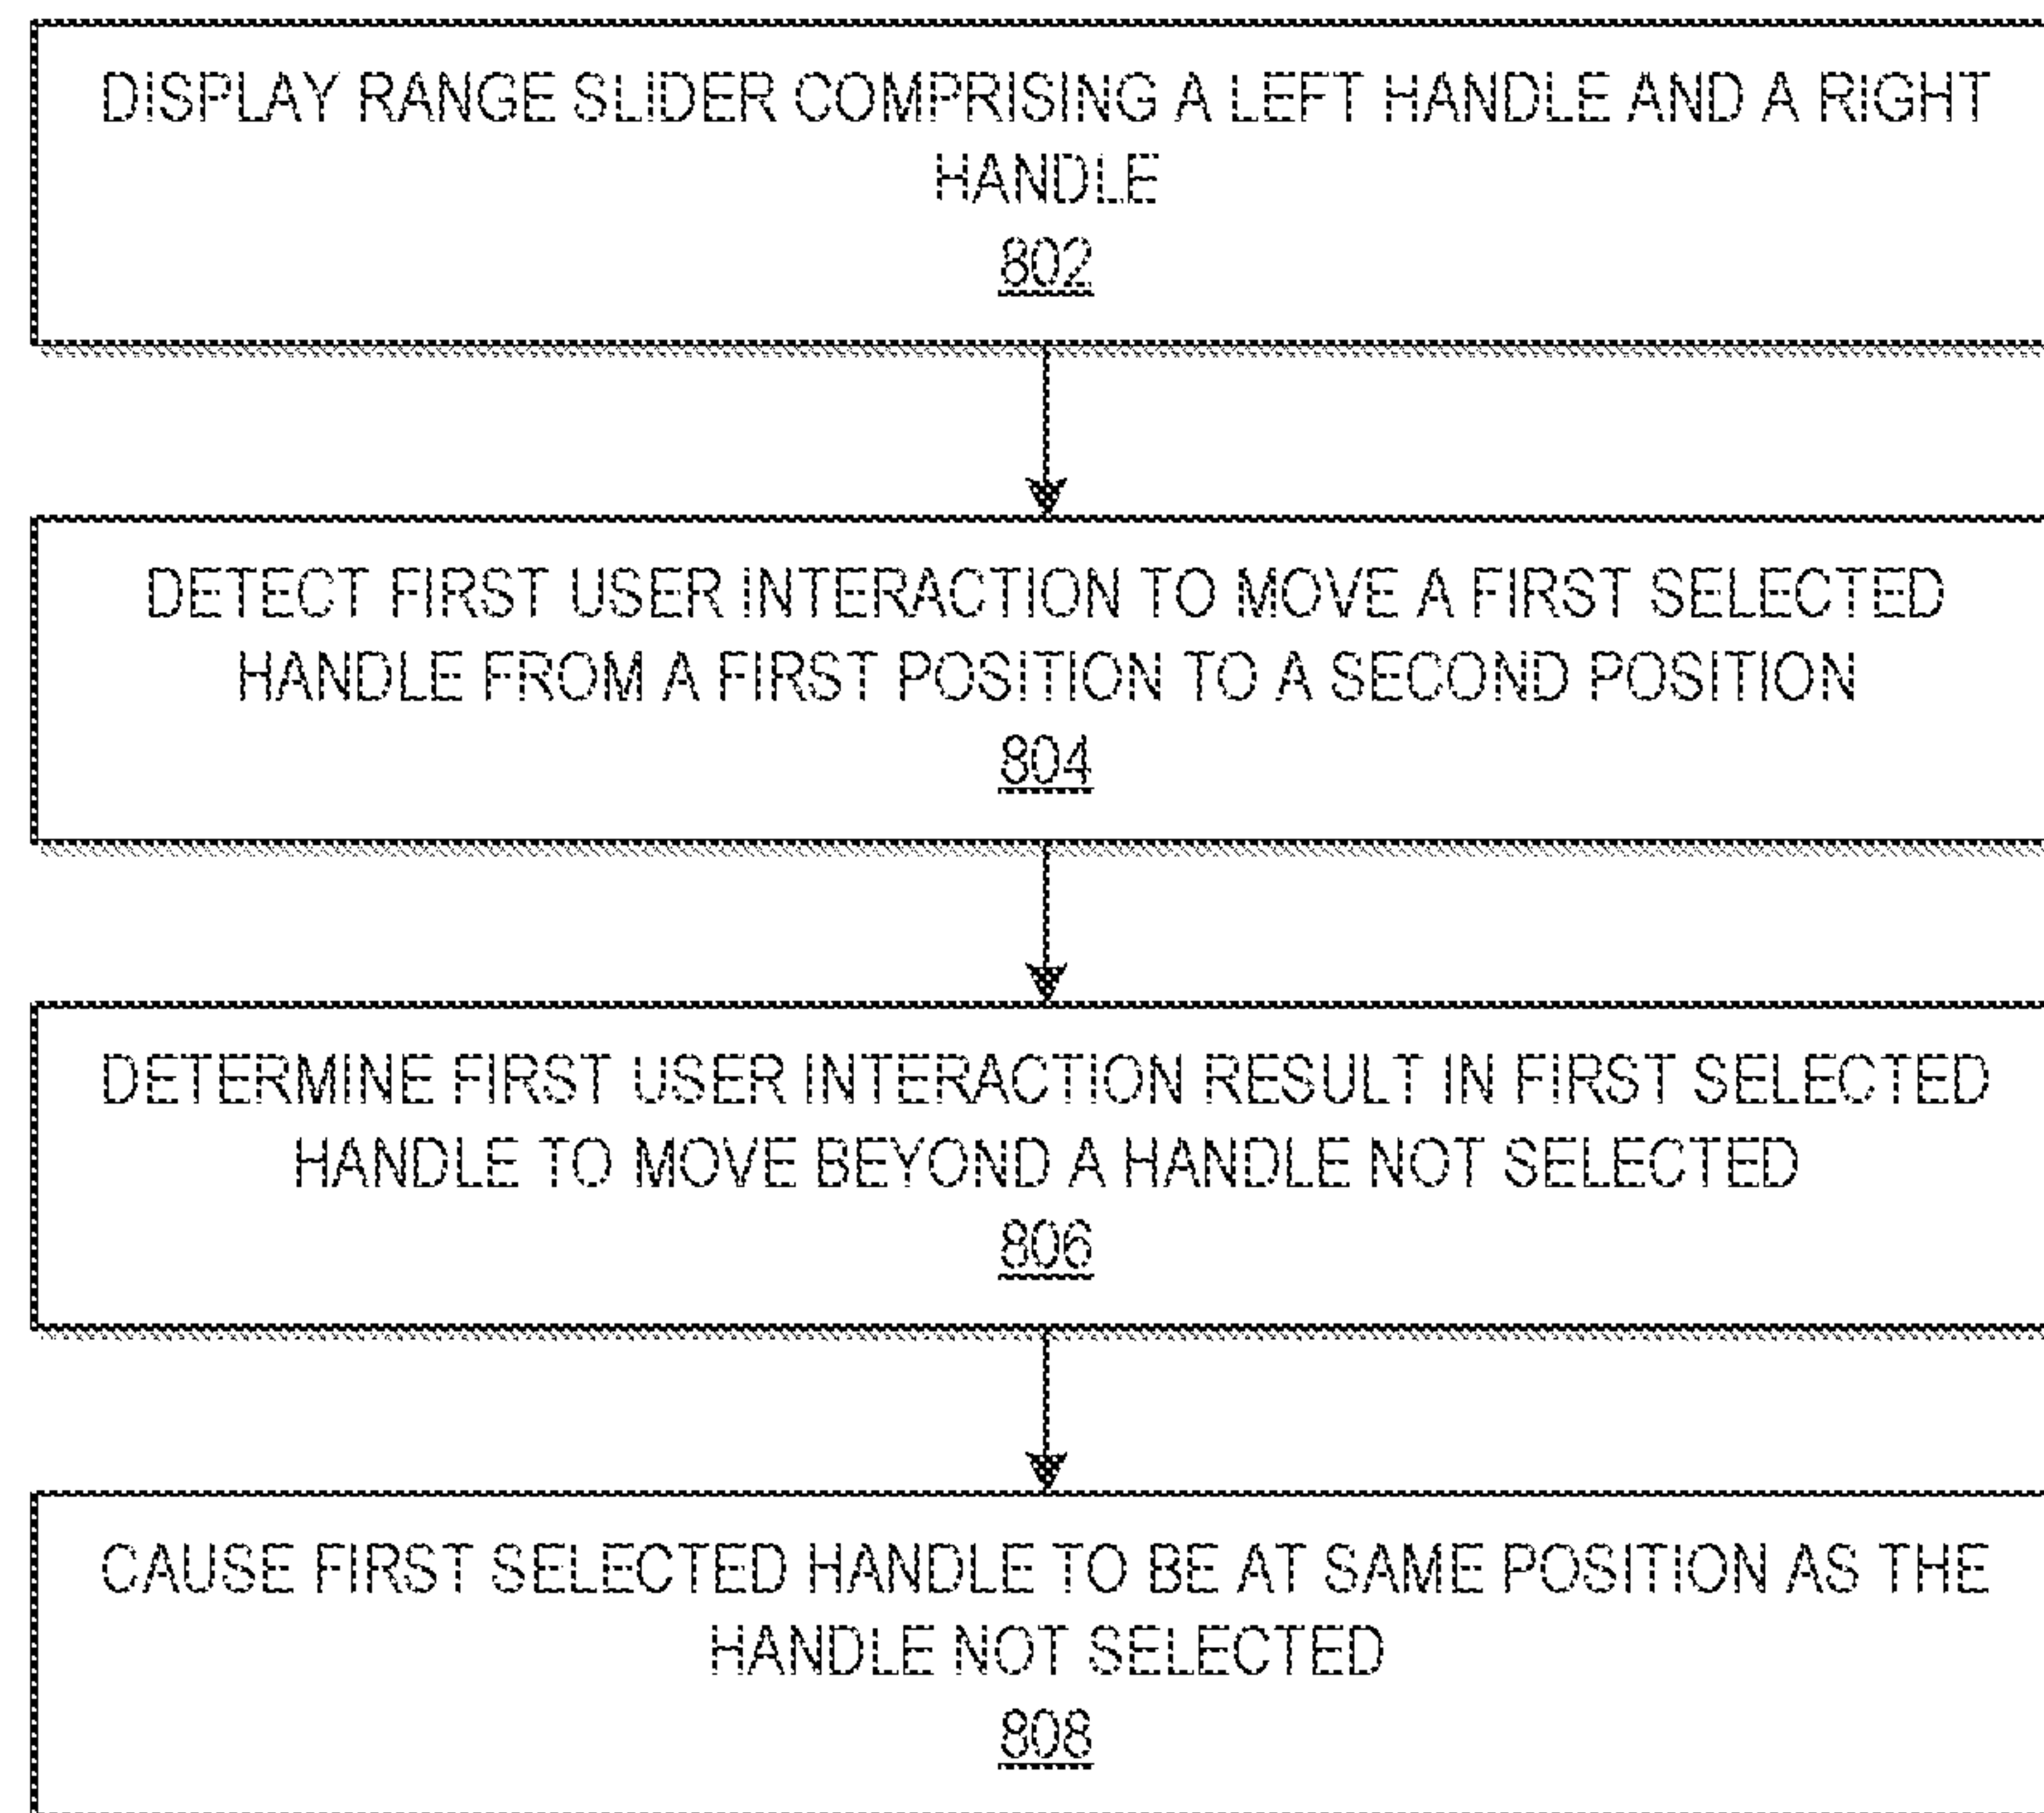 DISPLAY RANGE SLIDER COMPRISING A LEFT HANDLE AND A RIGHT
HANDLE
802
DETECT FIRST USER INTERACTION TO MOVE A FIRST SELECTED
HANDLE FROM A FIRST POSITION TO A SECOND POSITION
804
DETERMINE FIRST USER INTERACTION RESULT IN FIRST SELECTED
HANDLE TO MOVE BEYOND A HANDLE NOT SELECTED
806
CAUSE FIRST SELECTED HANDLE TO BE AT SAME POSITION AS THE
HANDLE NOT SELECTED
808